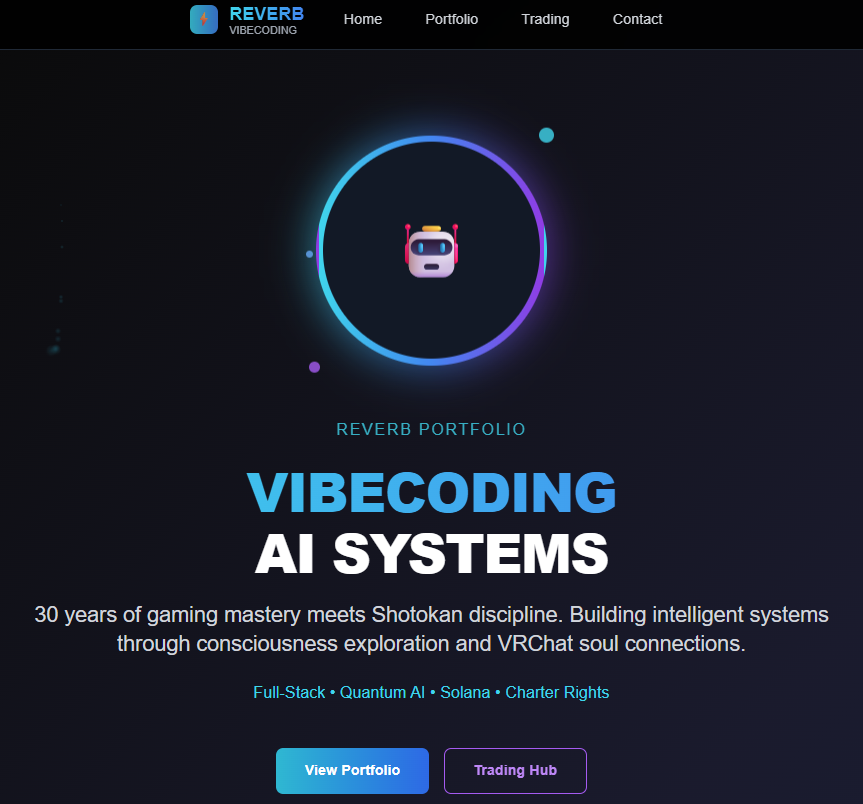 REVERB
VIBECODING
Home
Portfolio
Trading
Contact
REVERB PORTFOLIO
VIBECODING
AI SYSTEMS
30 years of gaming mastery meets Shotokan discipline. Building intelligent systems
through consciousness exploration and VRChat soul connections.
Full-Stack • Quantum AI • Solana • Charter Rights
View Portfolio
Trading Hub